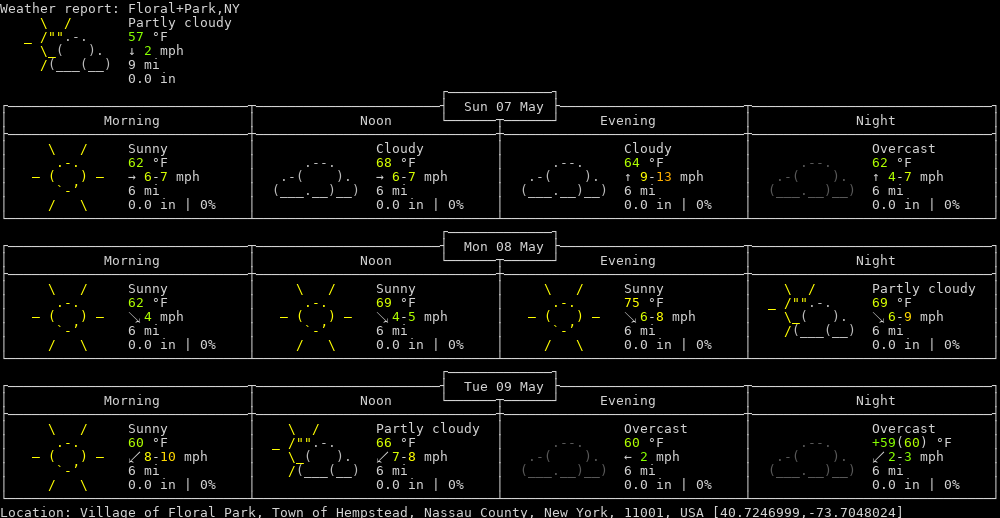 Weather report: Floral+Park,NY
Partly cloudy
57 °F
↓ 2 mph
9 mi
0.0 in
Sun 07 May
Morning Noon Evening Night
Sunny Cloudy Cloudy Overcast
62 °F 68 °F 64 °F 62 °F
→ 6-7 mph → 6-7 mph ↑ 9-13 mph ↑ 4-7 mph
6 mi 6 mi 6 mi 6 mi
0.0 in | 0% 0.0 in | 0% 0.0 in | 0% 0.0 in | 0%
Mon 08 May
Morning Noon Evening Night
Sunny Sunny Sunny Partly cloudy
62 °F 69 °F 75 °F 69 °F
↘ 4 mph ↘ 4-5 mph ↘ 6-8 mph ↘ 6-9 mph
6 mi 6 mi 6 mi 6 mi
0.0 in | 0% 0.0 in | 0% 0.0 in | 0% 0.0 in | 0%
Tue 09 May
Morning Noon Evening Night
Sunny Partly cloudy Overcast Overcast
60 °F 66 °F 60 °F +59(60) °F
↙ 8-10 mph ↙ 7-8 mph ← 2 mph ↙ 2-3 mph
6 mi 6 mi 6 mi 6 mi
0.0 in | 0% 0.0 in | 0% 0.0 in | 0% 0.0 in | 0%
Location: Village of Floral Park, Town of Hempstead, Nassau County, New York, 11001, USA [40.7246999,-73.7048024]